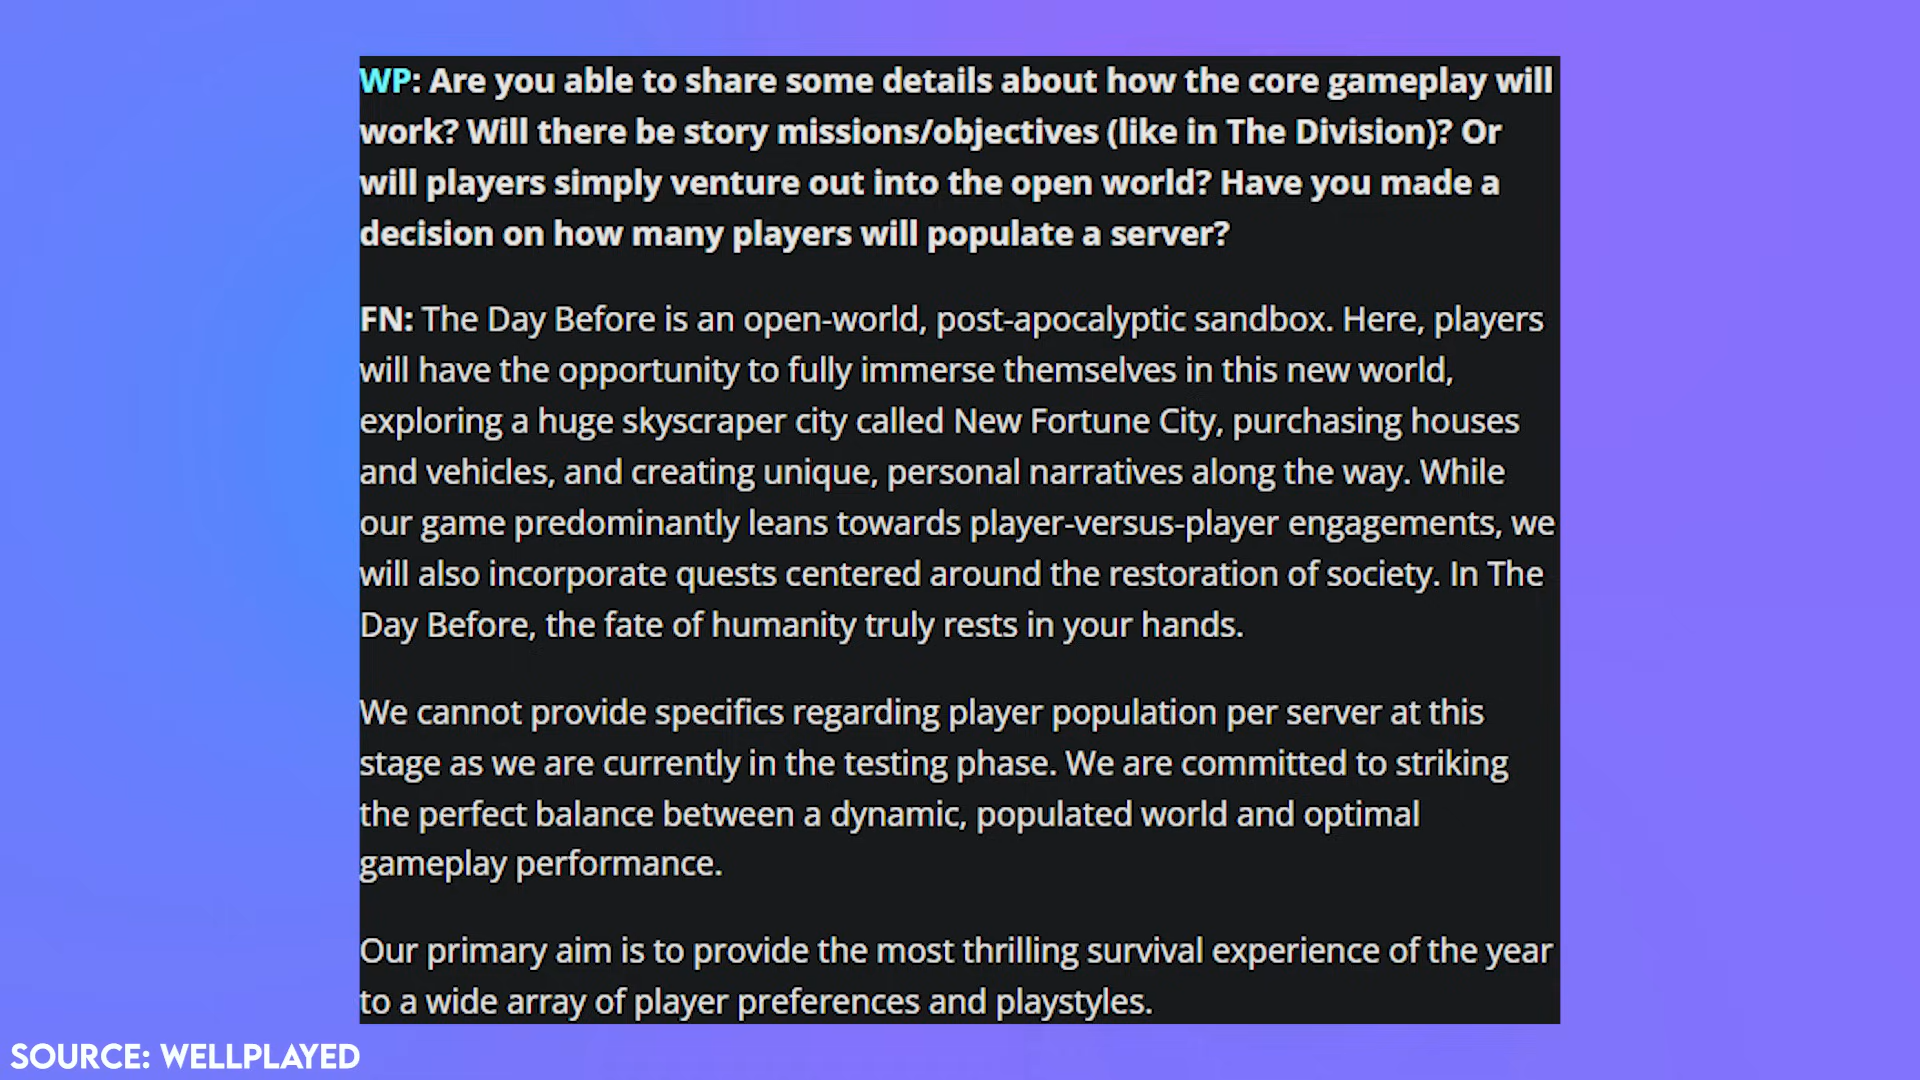 WP: Are you able to share some details about how the core gameplay will
work? Will there be story missions/objectives (like in The Division)? Or
will players simply venture out into the open world? Have you made a
decision on how many players will populate a server?
FN: The Day Before is an open-world, post-apocalyptic sandbox. Here, players
will have the opportunity to fully immerse themselves in this new world,
exploring a huge skyscraper city called New Fortune City, purchasing houses
and vehicles, and creating unique, personal narratives along the way. While
our game predominantly leans towards player-versus-player engagements, we
will also incorporate quests centered around the restoration of society. In The
Day Before, the fate of humanity truly rests in your hands.
We cannot provide specifics regarding player population per server at this
stage as we are currently in the testing phase. We are committed to striking
the perfect balance between a dynamic, populated world and optimal
gameplay performance.
Our primary aim is to provide the most thrilling survival experience of the year
to a wide array of player preferences and playstyles.
SOURCE: WELLPLAYED